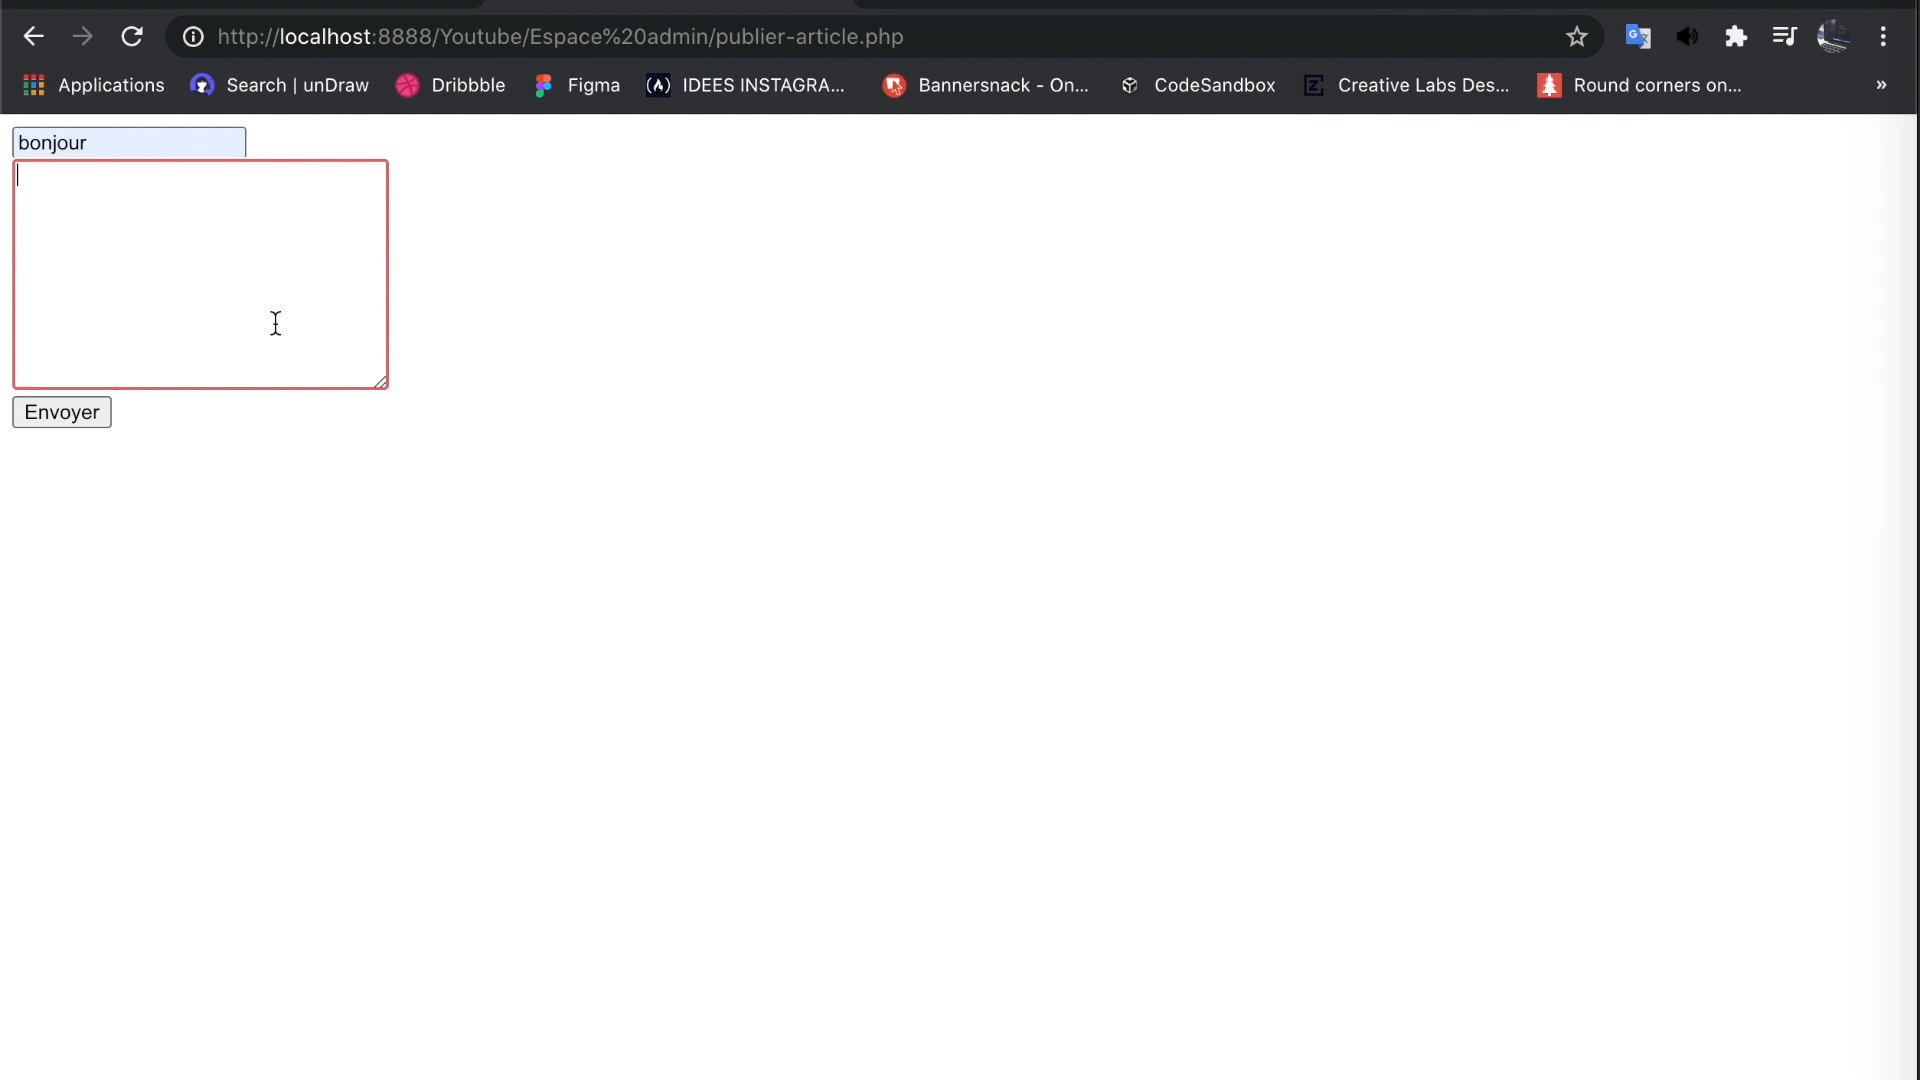 http://localhost:8888/Youtube/Espace%20admin/publier-article.php
Applications Search | unDraw Dribbble Figma IDEES INSTAGRA... Bannersnack - On... CodeSandbox Creative Labs Des... Round corners on... »
bonjour
Envoyer